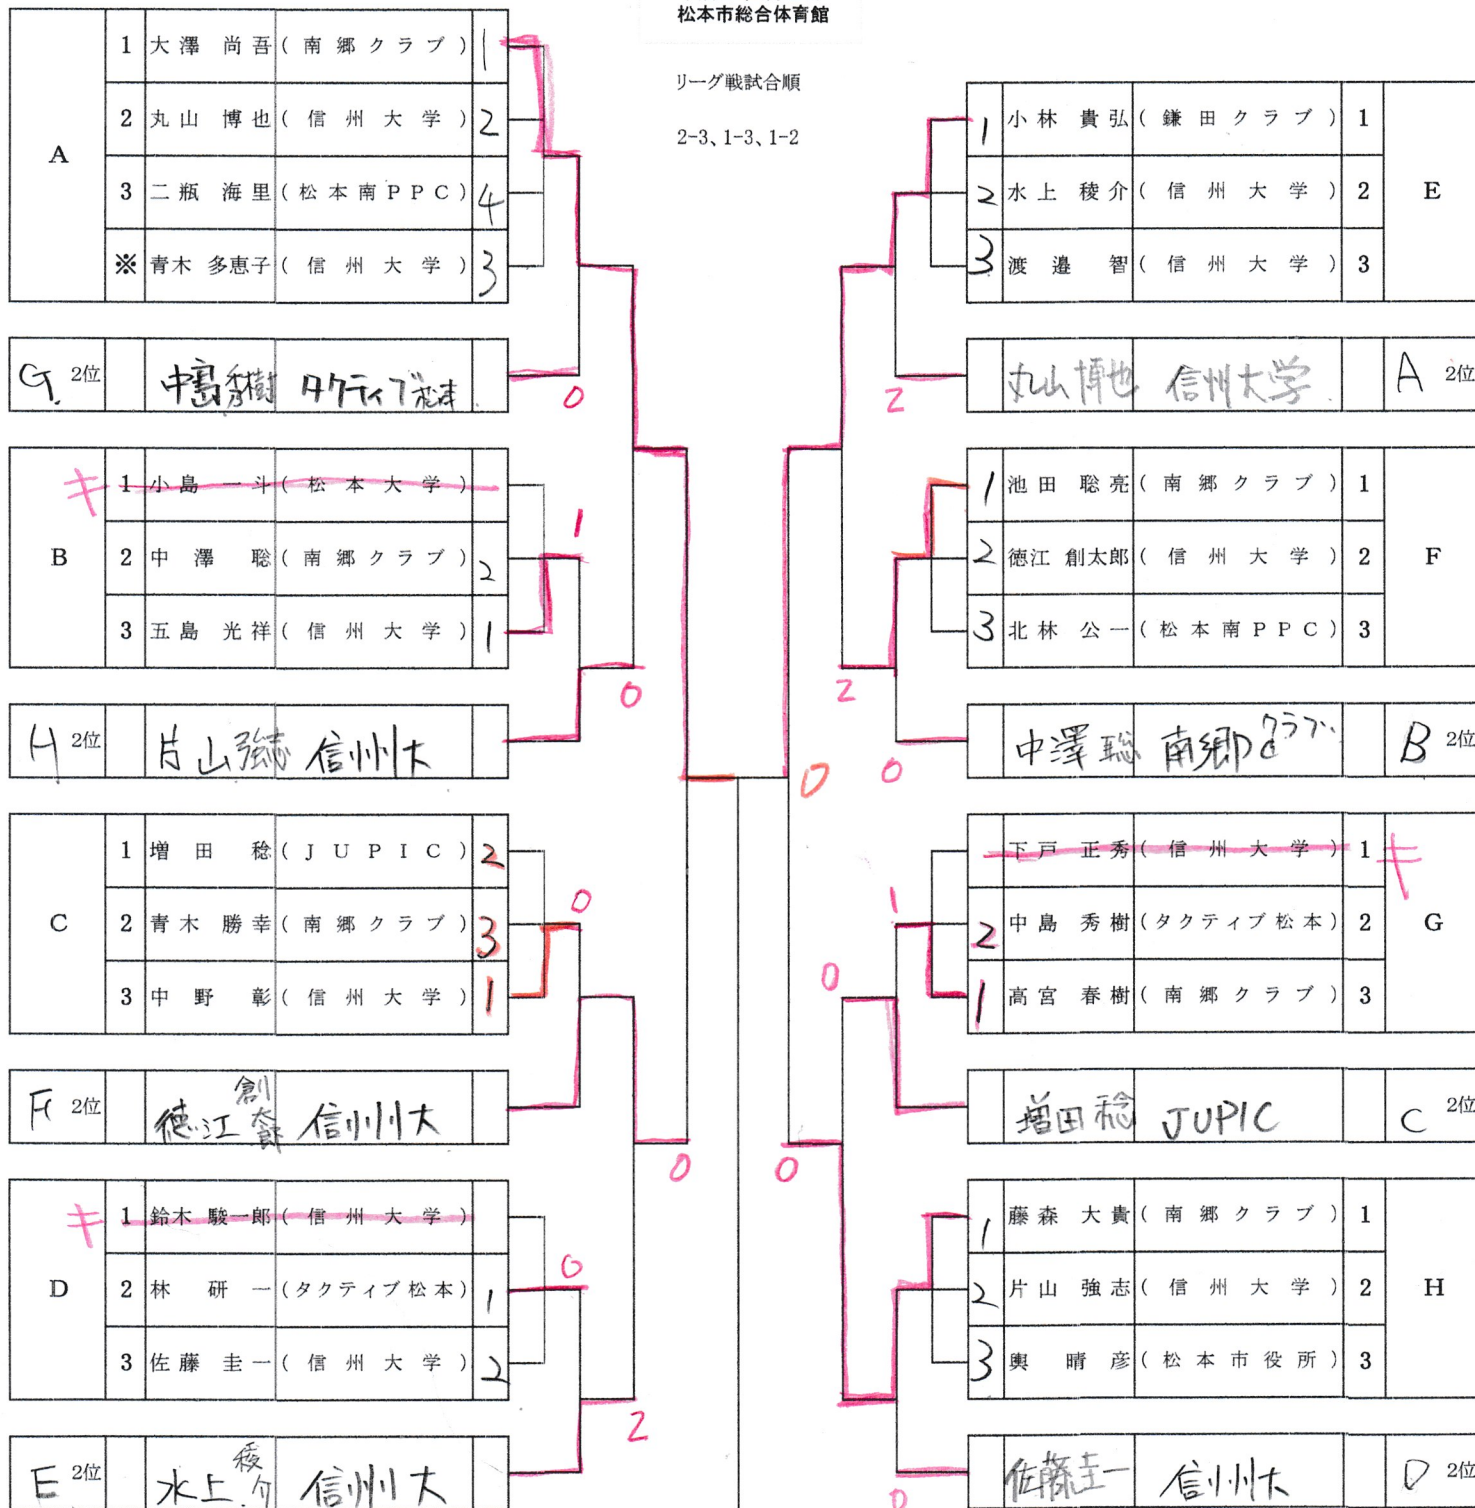 松本市総合体育館
リーグ戦試合順
2-3、1-3、1-2
A
1 大澤 尚吾 (南郷クラブ) 1
2 丸山 博也 (信州大学) 2
3 二瓶 海里 (松本南PPC) 4
※ 青木 多恵子 (信州大学) 3
G 2位 中島秀樹 タクティブ松本
0
B
キ 1 小島 一斗 (松本大学)
2 中澤 聡 (南郷クラブ) 2
3 五島 光祥 (信州大学) 1
1
0
H 2位 片山強志 信州大
C
1 増田 稔 (JUPIC) 2
2 青木 勝幸 (南郷クラブ) 3
3 中野 彰 (信州大学) 1
0
F 2位 徳江創太郎 信州大
0
D
キ 1 鈴木 駿一郎 (信州大学)
2 林 研一 (タクティブ松本) 1
3 佐藤 圭一 (信州大学) 2
0
2
E 2位 水上稜介 信州大
1 小林 貴弘 (鎌田クラブ) 1
2 水上 稜介 (信州大学) 2
3 渡邉 智 (信州大学) 3
E
2
丸山博也 信州大学 A 2位
1 池田 聡亮 (南郷クラブ) 1
2 徳江 創太郎 (信州大学) 2
3 北林 公一 (松本南PPC) 3
F
2
0
中澤聡 南郷クラブ B 2位
0
下戸 正秀 (信州大学) 1 キ
2 中島 秀樹 (タクティブ松本) 2
1 高宮 春樹 (南郷クラブ) 3
G
1
0
増田稔 JUPIC C 2位
0
1 藤森 大貴 (南郷クラブ) 1
2 片山 強志 (信州大学) 2
3 輿 晴彦 (松本市役所) 3
H
0
佐藤圭一 信州大 D 2位